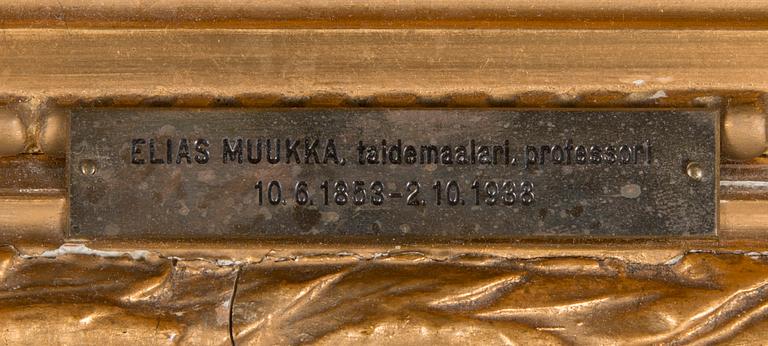 ELIAS MUUKKA, taidemaalari, professori
10.6.1853-2.10.1938